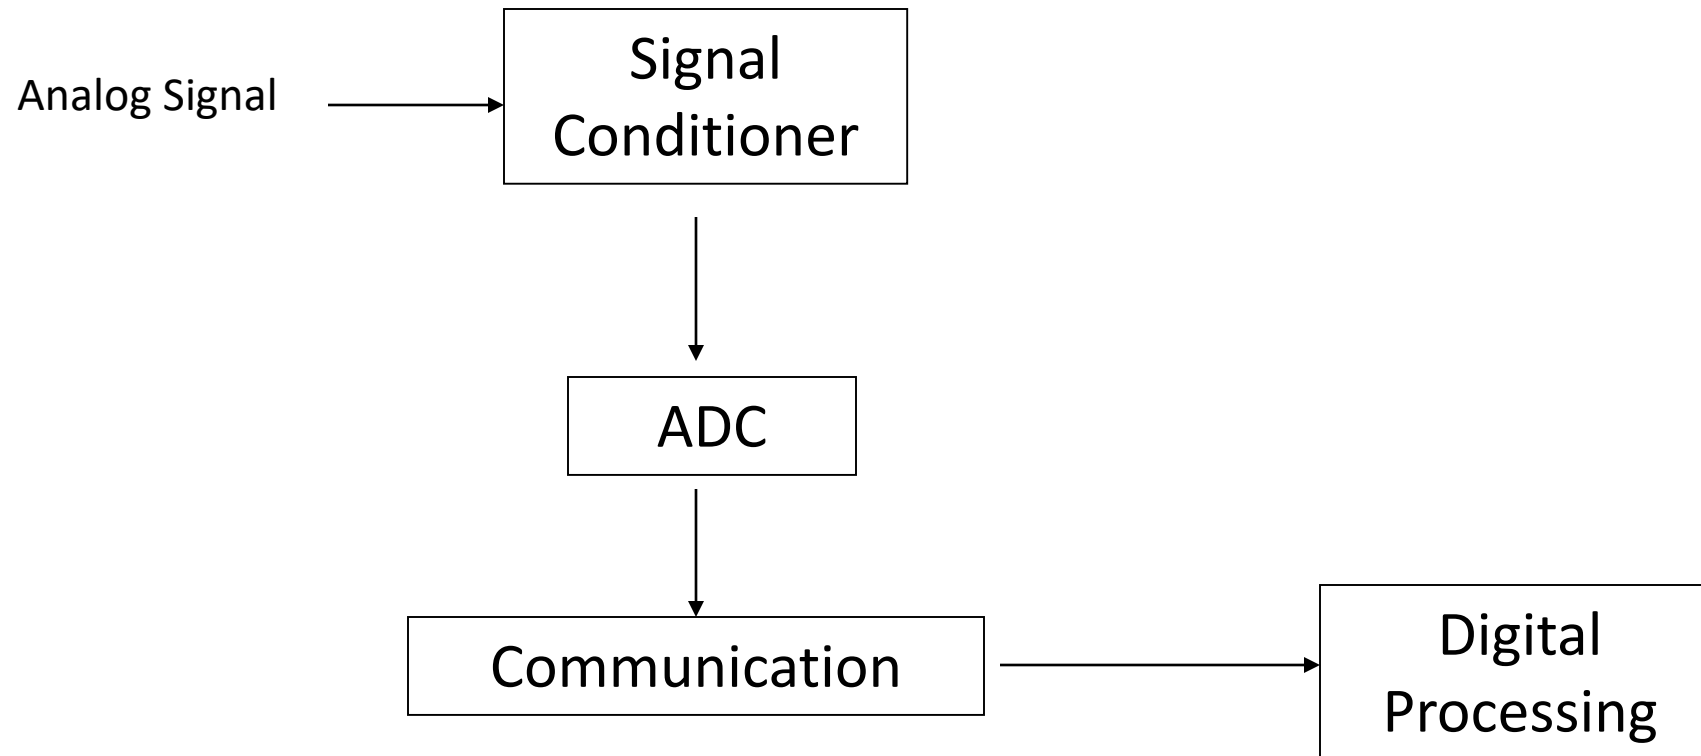 Signal
Analog Signal
Conditioner
ADC
Communication
Digital
Processing